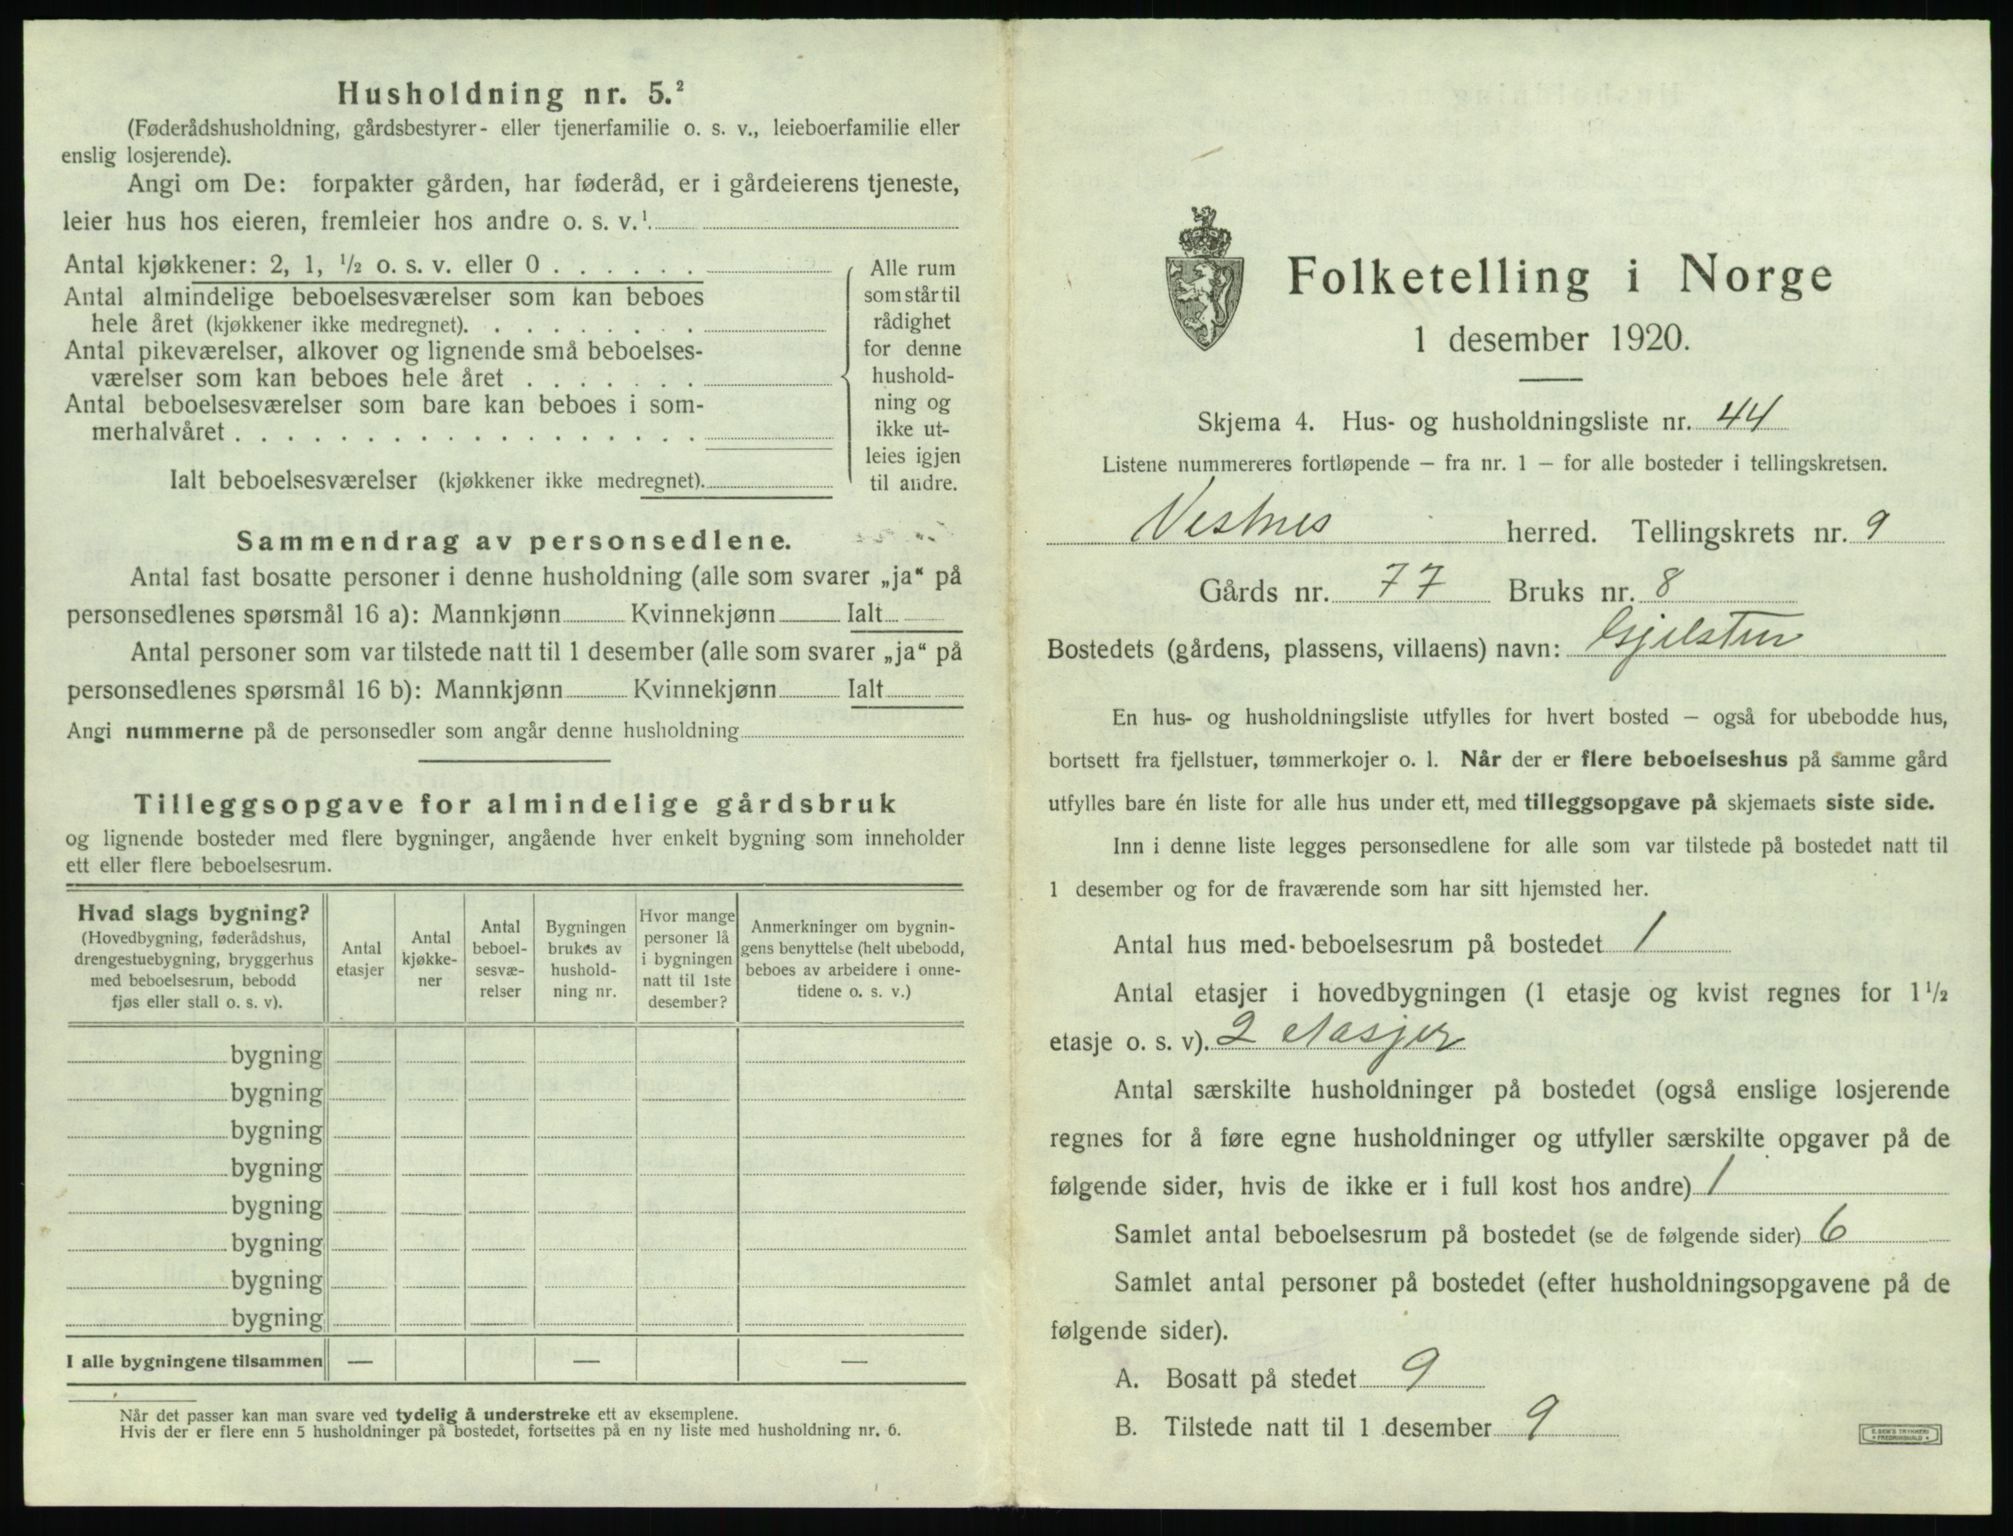 Husholdning nr. 5.²
(Føderådshusholdning, gårdsbestyrer- eller tjenerfamilie o. s. v., leieboerfamilie eller
enslig losjerende).
Angi om De: forpakter gården, har føderåd, er i gårdeierens tjeneste,
leier hus hos eieren, fremleier hos andre o. s. v.¹
Antal kjøkkener: 2, 1, ½ o. s. v. eller 0 . . . . . .
Antal almindelige beboelsesværelser som kan beboes
hele året (kjøkkener ikke medregnet). . . . . . . . .
Antal pikeværelser, alkover og lignende små beboelses-
værelser som kan beboes hele året . . . . . . .
Antal beboelsesværelser som bare kan beboes i som-
merhalvåret . . . . . . . . . . . . . . . . . .
Ialt beboelsesværelser (kjøkkener ikke medregnet).
Alle rum
som står til
rådighet
for denne
hushold-
ning og
ikke ut-
leies igjen
til andre.
Sammendrag av personsedlene.
Antal fast bosatte personer i denne husholdning (alle som svarer „ja“ på
personsedlenes spørsmål 16 a): Mannkjønn Kvinnekjønn Ialt
Antal personer som var tilstede natt til 1 desember (alle som svarer „ja“ på
personsedlenes spørsmål 16 b): Mannkjønn Kvinnekjønn Ialt
Angi nummerne på de personsedler som angår denne husholdning
Tilleggsopgave for almindelige gårdsbruk
og lignende bosteder med flere bygninger, angående hver enkelt bygning som inneholder
ett eller flere beboelsesrum.
Hvad slags bygning?
(Hovedbygning, føderådshus,
drengestuebygning, bryggerhus
med beboelsesrum, bebodd
fjøs eller stall o. s. v).
Antal
etasjer
Antal
kjøkke-
ner
Antal
beboel-
sesvæ-
relser
Bygningen
brukes av
hushold-
ning nr.
Hvor mange
personer lå
i bygningen
natt til 1ste
desember?
Anmerkninger om bygnin-
gens benyttelse (helt ubebodd,
beboes av arbeidere i onne-
tidene o. s. v.)
bygning
bygning
bygning
bygning
bygning
bygning
bygning
bygning
I alle bygningene tilsammen — — —
Når det passer kan man svare ved tydelig å understreke ett av eksemplene.
Hvis der er flere enn 5 husholdninger på bostedet, fortsettes på en ny liste med husholdning nr. 6.
Folketelling i Norge
1 desember 1920.
Skjema 4. Hus- og husholdningsliste nr. 44
Listene nummereres fortløpende — fra nr. 1 — for alle bosteder i tellingskretsen.
Vestnes herred. Tellingskrets nr. 9
Gårds nr. 77 Bruks nr. 8
Bostedets (gårdens, plassens, villaens) navn: Gjelsten
En hus- og husholdningsliste utfylles for hvert bosted — også for ubebodde hus,
bortsett fra fjellstuer, tømmerkojer o. l. Når der er flere beboelseshus på samme gård
utfylles bare én liste for alle hus under ett, med tilleggsopgave på skjemaets siste side.
Inn i denne liste legges personsedlene for alle som var tilstede på bostedet natt til
1 desember og for de fraværende som har sitt hjemsted her.
Antal hus med beboelsesrum på bostedet 1
Antal etasjer i hovedbygningen (1 etasje og kvist regnes for 1½
etasje o. s. v). 2 etasjer
Antal særskilte husholdninger på bostedet (også enslige losjerende
regnes for å føre egne husholdninger og utfyller særskilte opgaver på de
følgende sider, hvis de ikke er i full kost hos andre) 1
Samlet antal beboelsesrum på bostedet (se de følgende sider) 6
Samlet antal personer på bostedet (efter husholdningsopgavene på de
følgende sider).
A. Bosatt på stedet 9
B. Tilstede natt til 1 desember 9
E. SEM'S TRYKKERI
FREDRIKSHALD